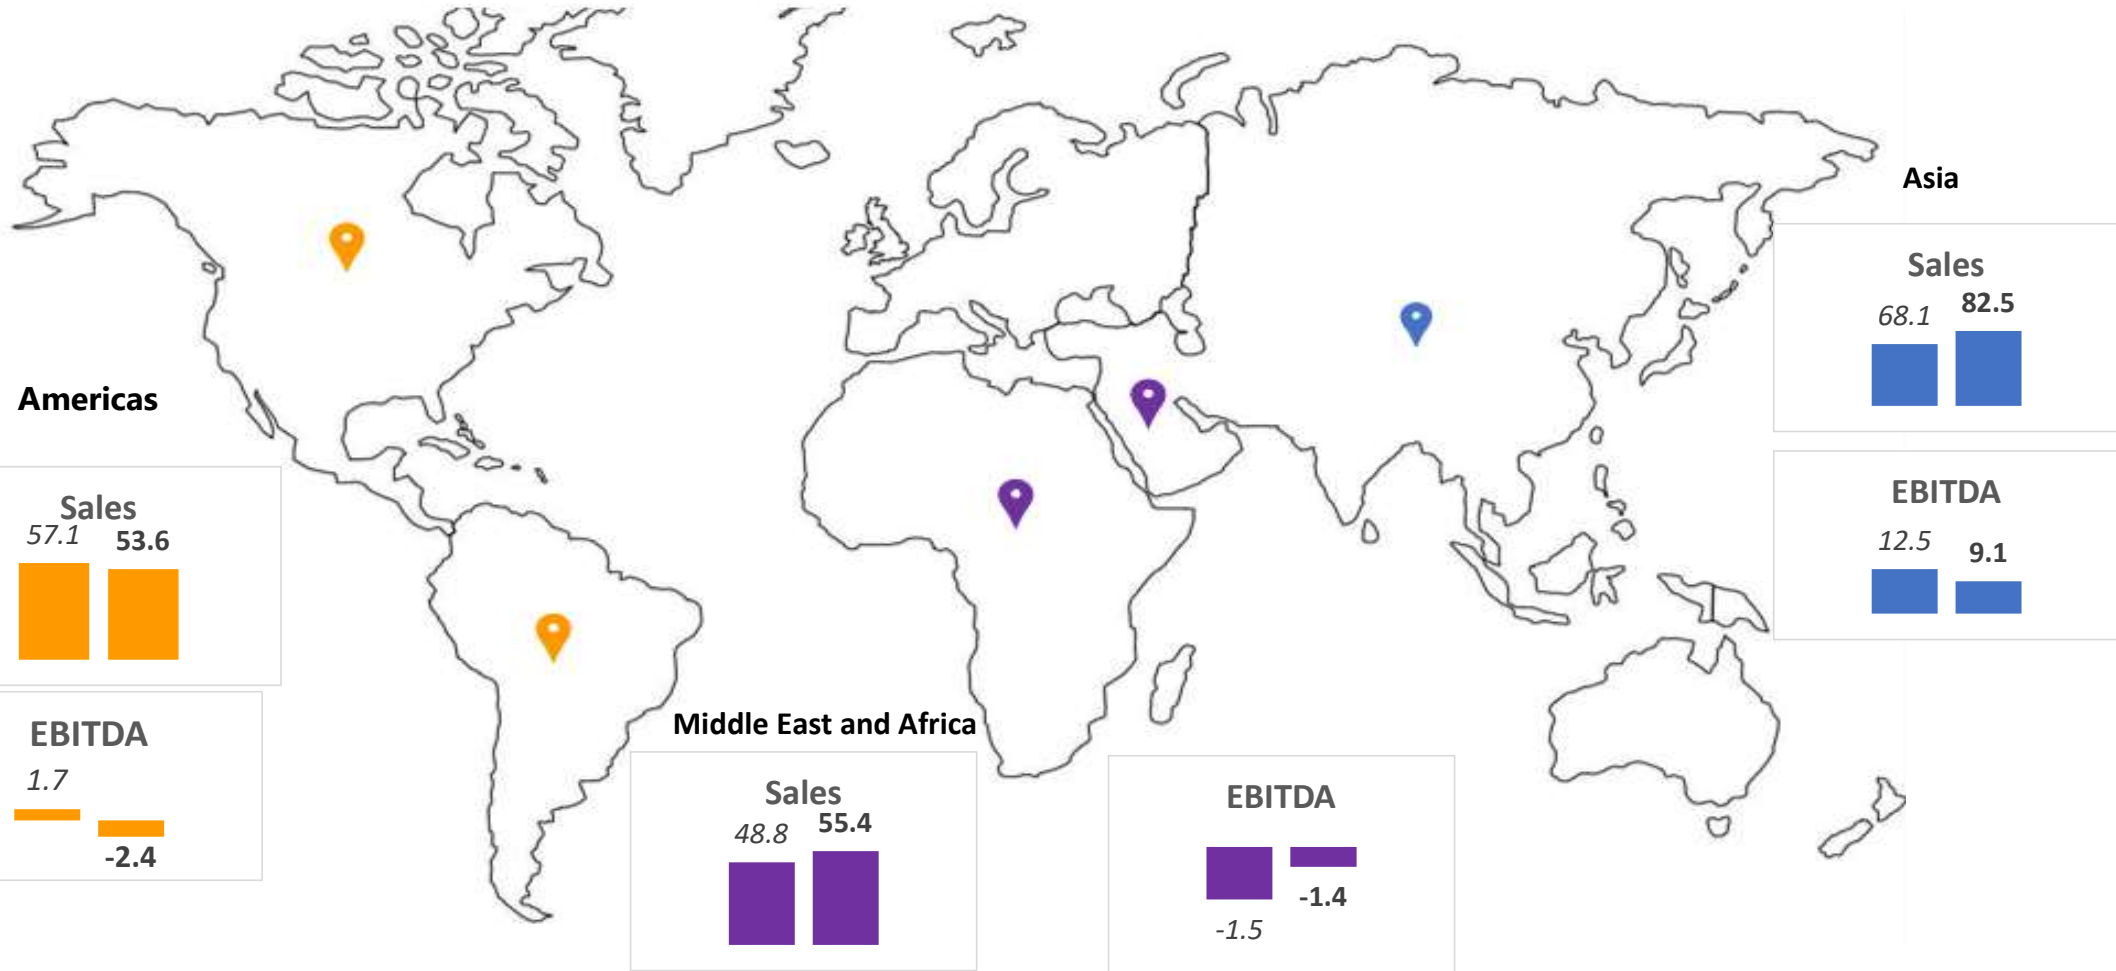 Americas
Sales
57.1 53.6
EBITDA
1.7
-2.4
Middle East and Africa
Sales
48.8 55.4
EBITDA
-1.4
-1.5
Asia
Sales
68.1 82.5
EBITDA
12.5 9.1